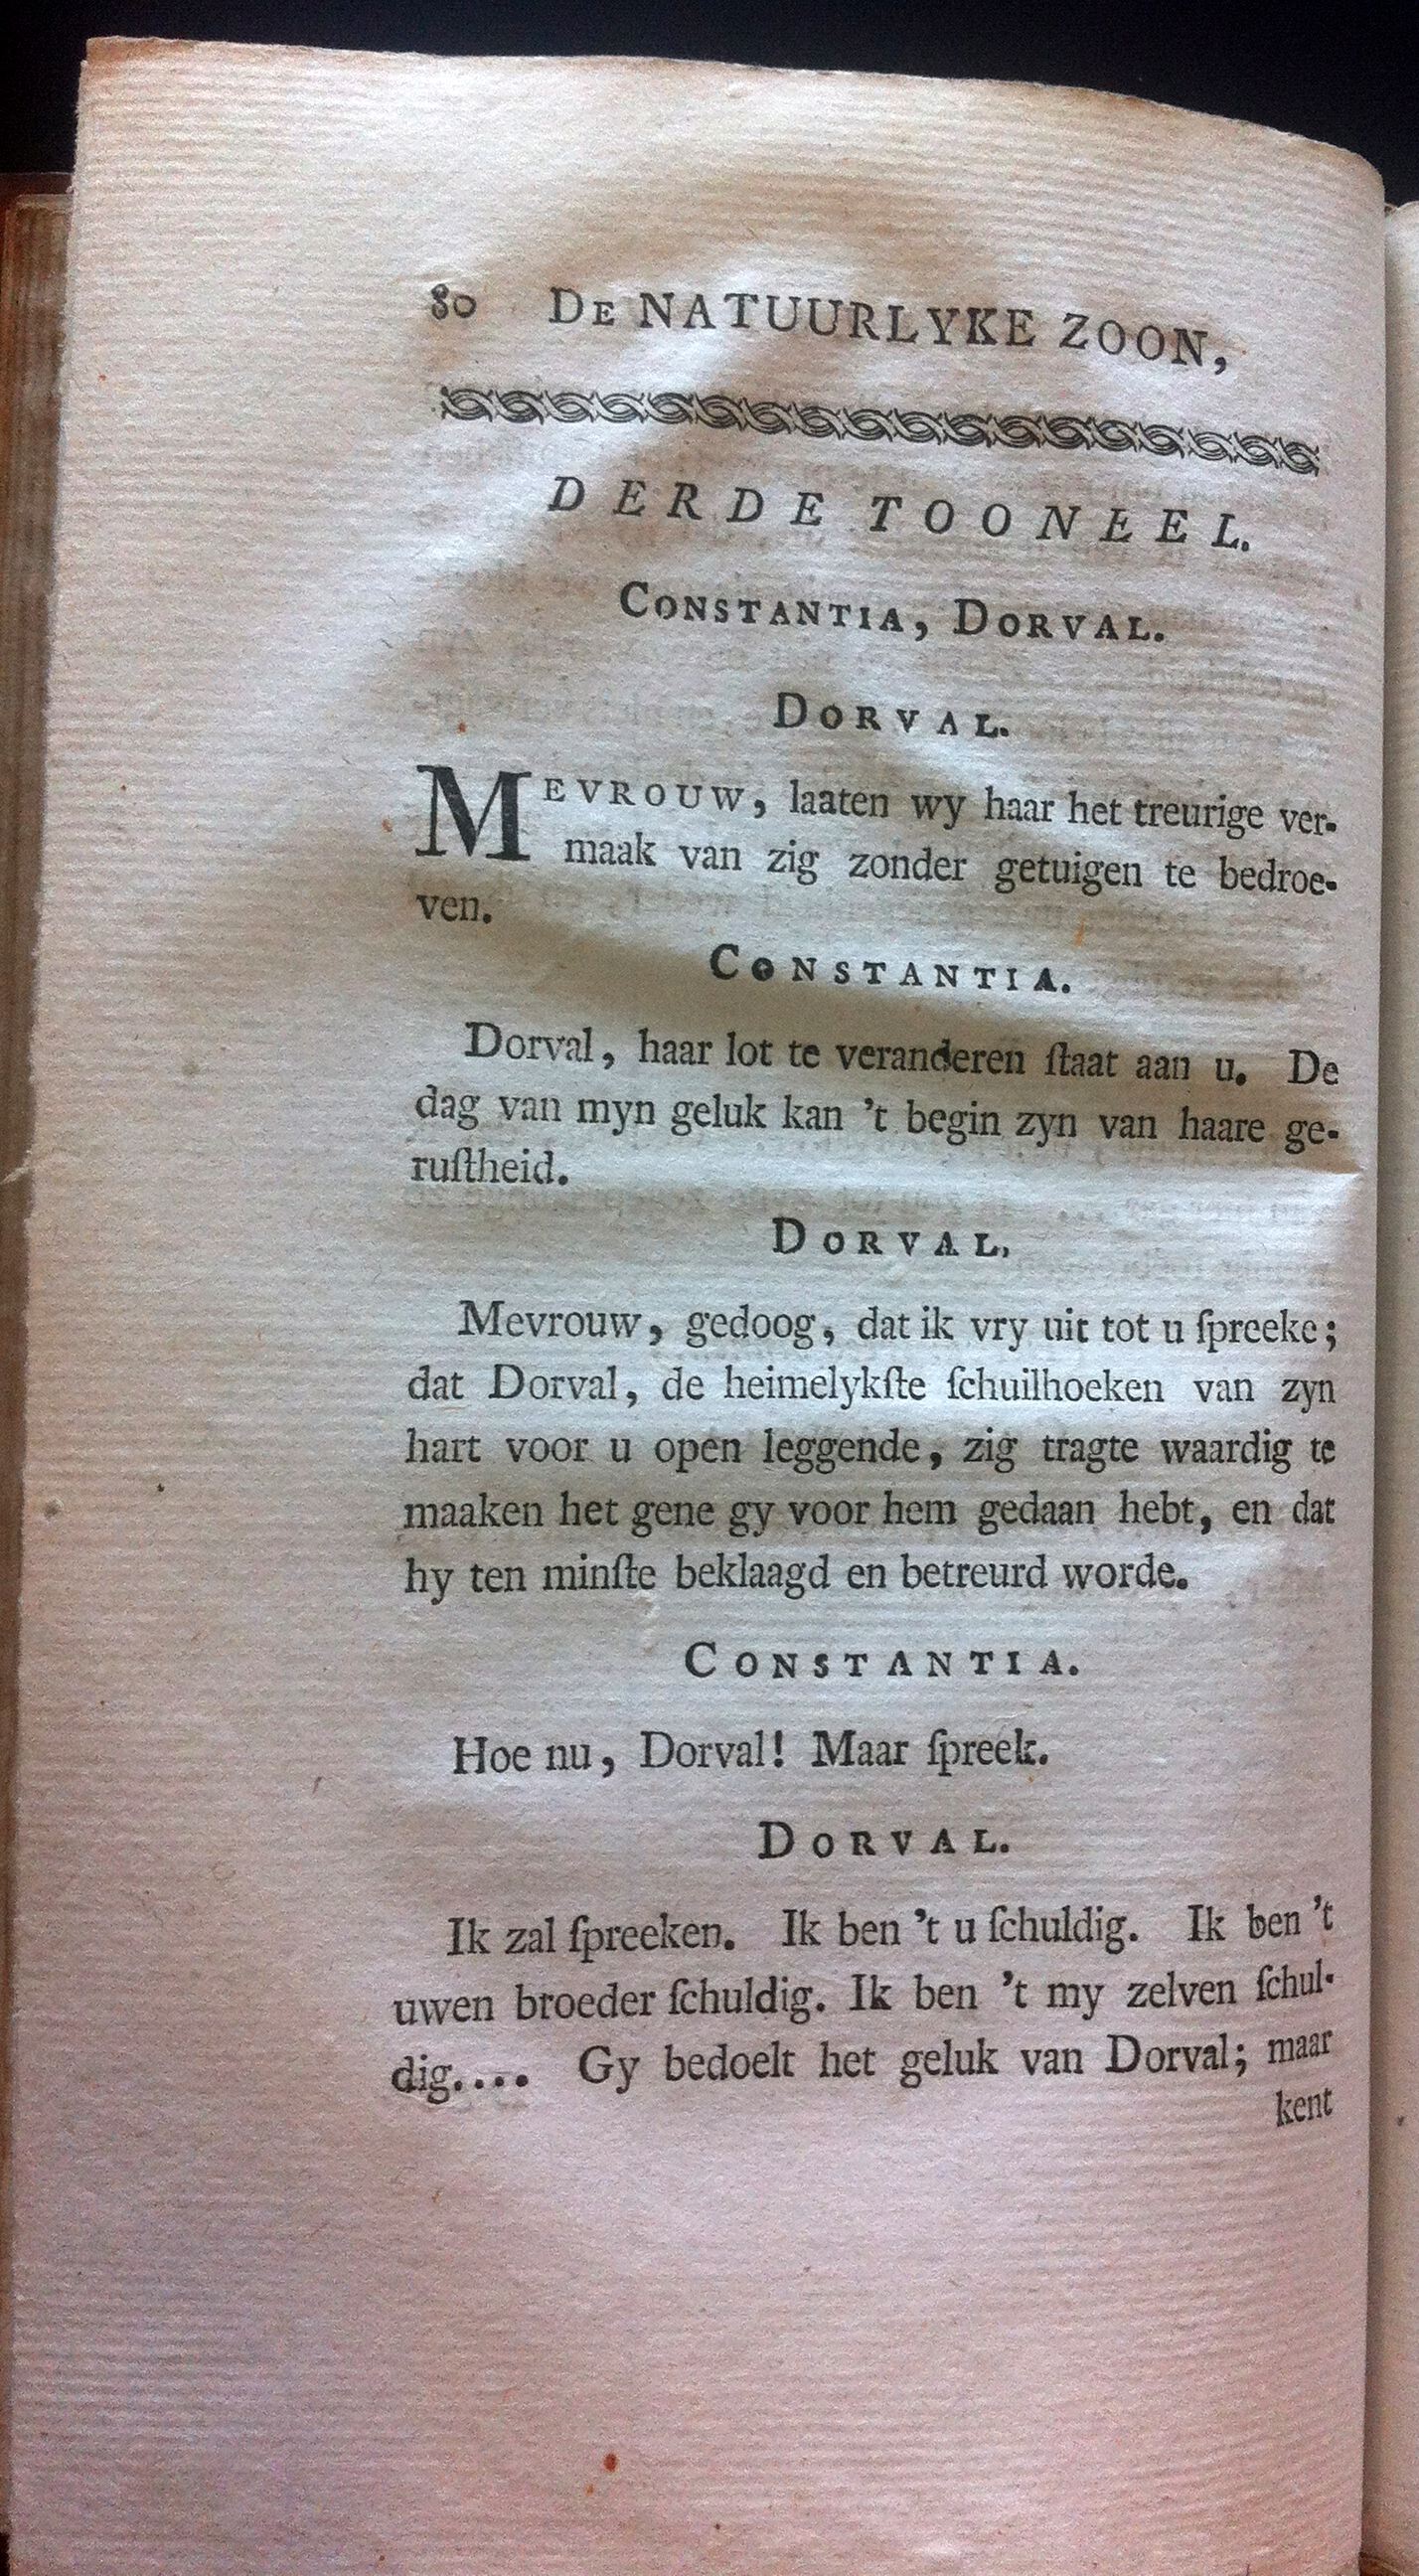 80 DE NATUURLYKE ZOON,
DERDE TOONEEL.
CONSTANTIA, DORVAL.
DORVAL.
MEVROUW, laaten wy haar het treurige ver-
maak van zig zonder getuigen te bedroe-
ven.
CONSTANTIA.
Dorval, haar lot te veranderen ſtaat aan u. De
dag van myn geluk kan 't begin zyn van haare ge-
ruſtheid.
DORVAL,
Mevrouw, gedoog, dat ik vry uit tot u ſpreeke;
dat Dorval, de heimelykſte ſchuilhoeken van zyn
hart voor u open leggende, zig tragte waardig te
maaken het gene gy voor hem gedaan hebt, en dat
hy ten minſte beklaagd en betreurd worde.
CONSTANTIA.
Hoe nu, Dorval! Maar ſpreek.
DORVAL.
Ik zal ſpreeken. Ik ben 't u ſchuldig. Ik ben 't
uwen broeder ſchuldig. Ik ben 't my zelven ſchul-
dig.... Gy bedoelt het geluk van Dorval; maar
kent